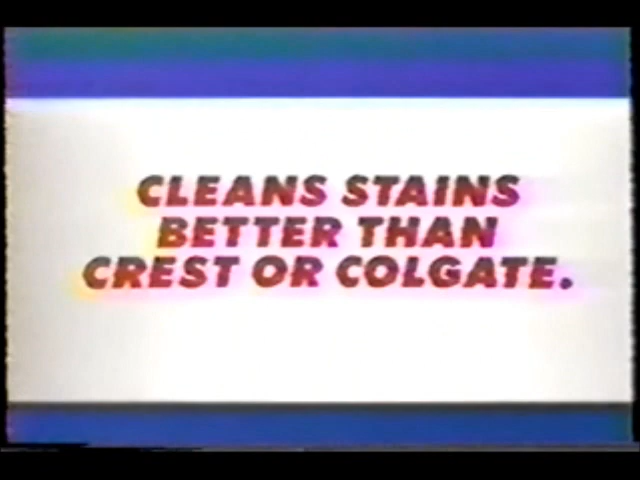 CLEANS STAINS
BETTER THAN
CREST OR COLGATE.